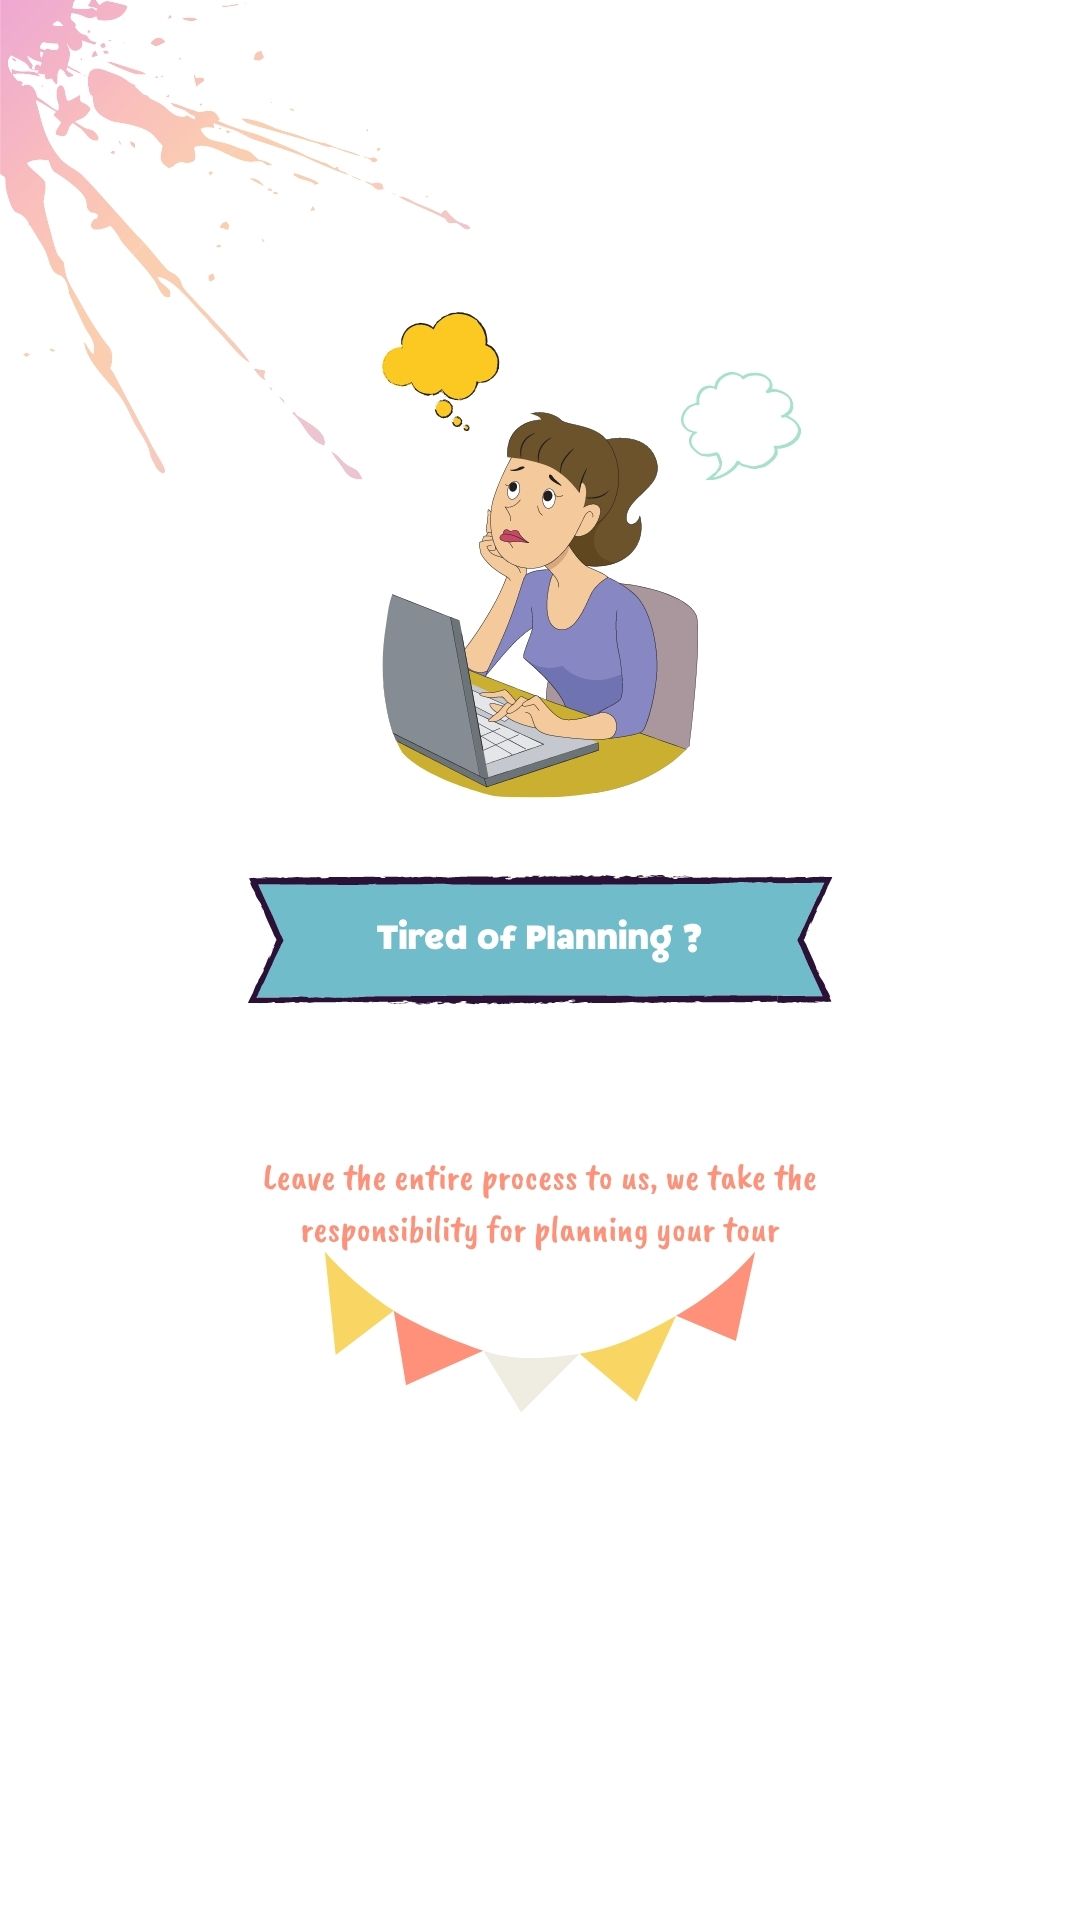 Tired of Planning ?
Leave the entire process to us, we take the
responsibility for planning your tour